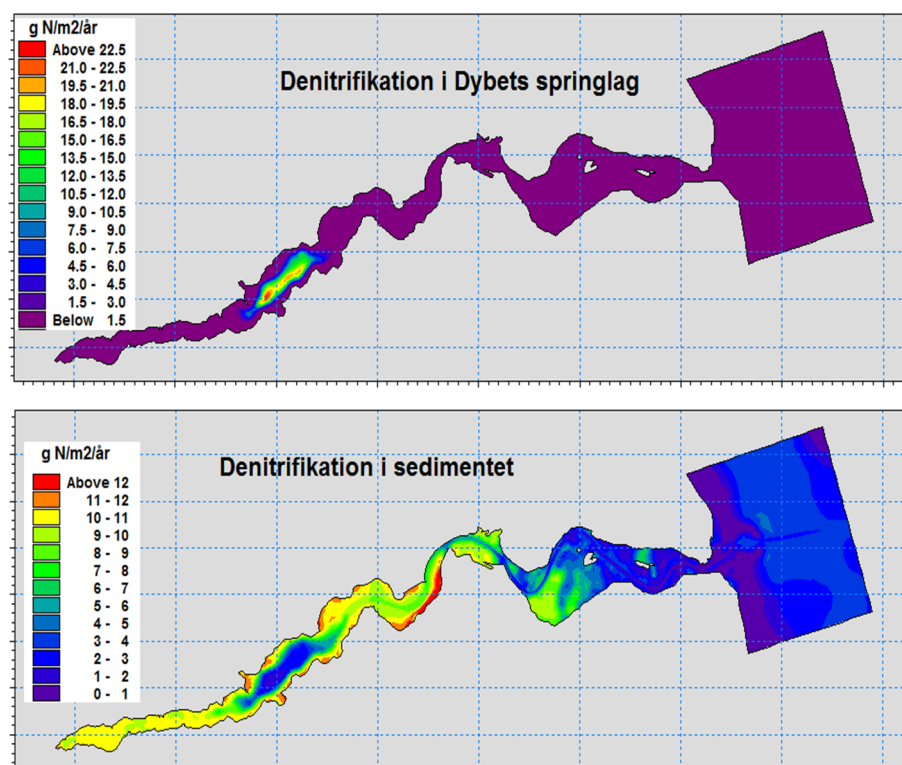 g N/m2/år
Above 22.5
21.0 - 22.5
19.5 - 21.0
18.0 - 19.5
16.5 - 18.0
15.0 - 16.5
13.5 - 15.0
12.0 - 13.5
10.5 - 12.0
9.0 - 10.5
7.5 - 9.0
6.0 - 7.5
4.5 - 6.0
3.0 - 4.5
1.5 - 3.0
Below 1.5
Denitrifikation i Dybets springlag
g N/m2/år
Above 12
11 - 12
10 - 11
9 - 10
8 - 9
7 - 8
6 - 7
5 - 6
4 - 5
3 - 4
2 - 3
1 - 2
0 - 1
Denitrifikation i sedimentet